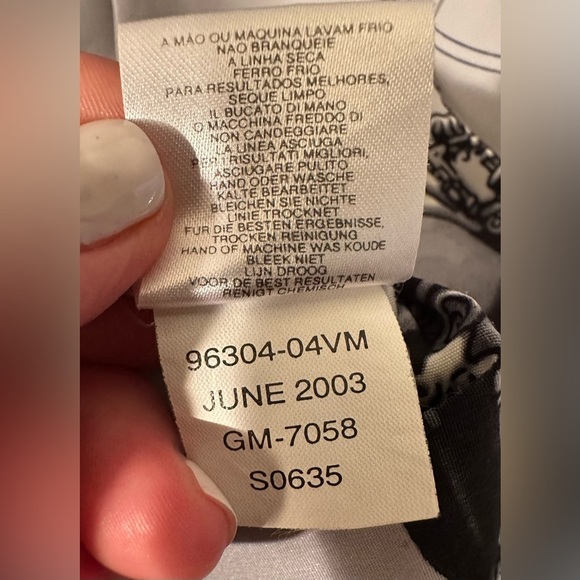 A MÃO OU MAQUINA LAVAM FRIO
NAO BRANQUEIE
A LINHA SECA
FERRO FRIO
PARA RESULTADOS MELHORES,
SEQUE LIMPO
IL BUCATO DI MANO
O MACCHINA FREDDO DI
NON CANDEGGIARE
LA LINEA ASCIUGA
RISULTATI MIGLIORI,
ASCIUGARE PULITO
HAND ODER WASCHE
KALTE BEARBEITET
BLEICHEN SIE NICHTE
LINIE TROCKNET
FUR DIE BESTEN ERGEBNISSE,
TROCKEN REINIGUNG
HAND OF MACHINE WAS KOUDE
BLEEK NIET
LIJN DROOG
VOOR DE BEST RESULTATEN
RENIGT CHEMISCH
96304-04VM
JUNE 2003
GM-7058
S0635